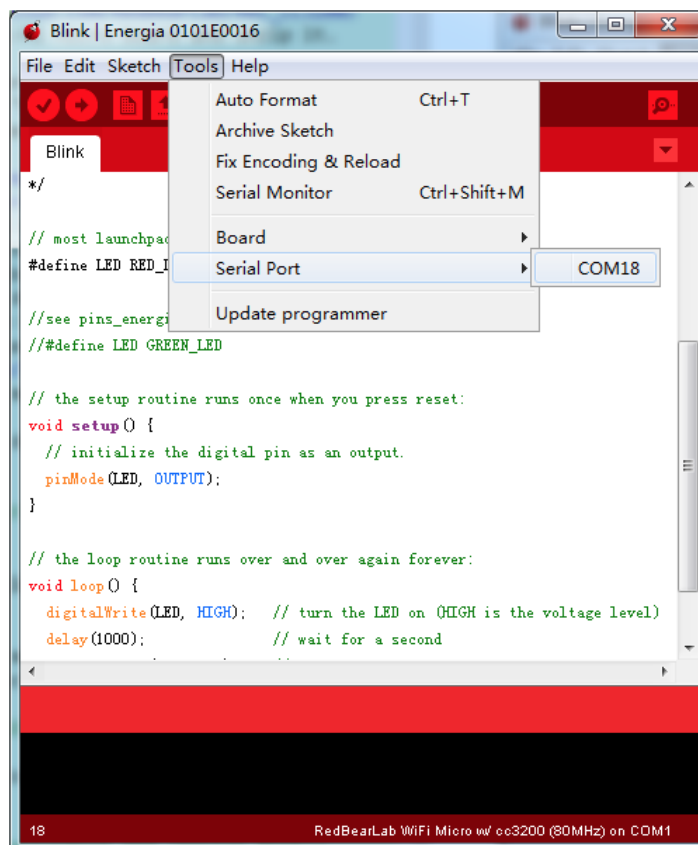 Blink | Energia 0101E0016
File Edit Sketch Tools Help
Auto Format Ctrl+T
Archive Sketch
Fix Encoding & Reload
Serial Monitor Ctrl+Shift+M
Board
Serial Port
COM18
Update programmer
Blink
*/
// most launchpad
#define LED RED_L
//see pins_energi
//#define LED GREEN_LED
// the setup routine runs once when you press reset:
void setup() {
// initialize the digital pin as an output.
pinMode(LED, OUTPUT);
}
// the loop routine runs over and over again forever:
void loop() {
digitalWrite(LED, HIGH); // turn the LED on (HIGH is the voltage level)
delay(1000); // wait for a second
18
RedBearLab WiFi Micro w/ cc3200 (80MHz) on COM1